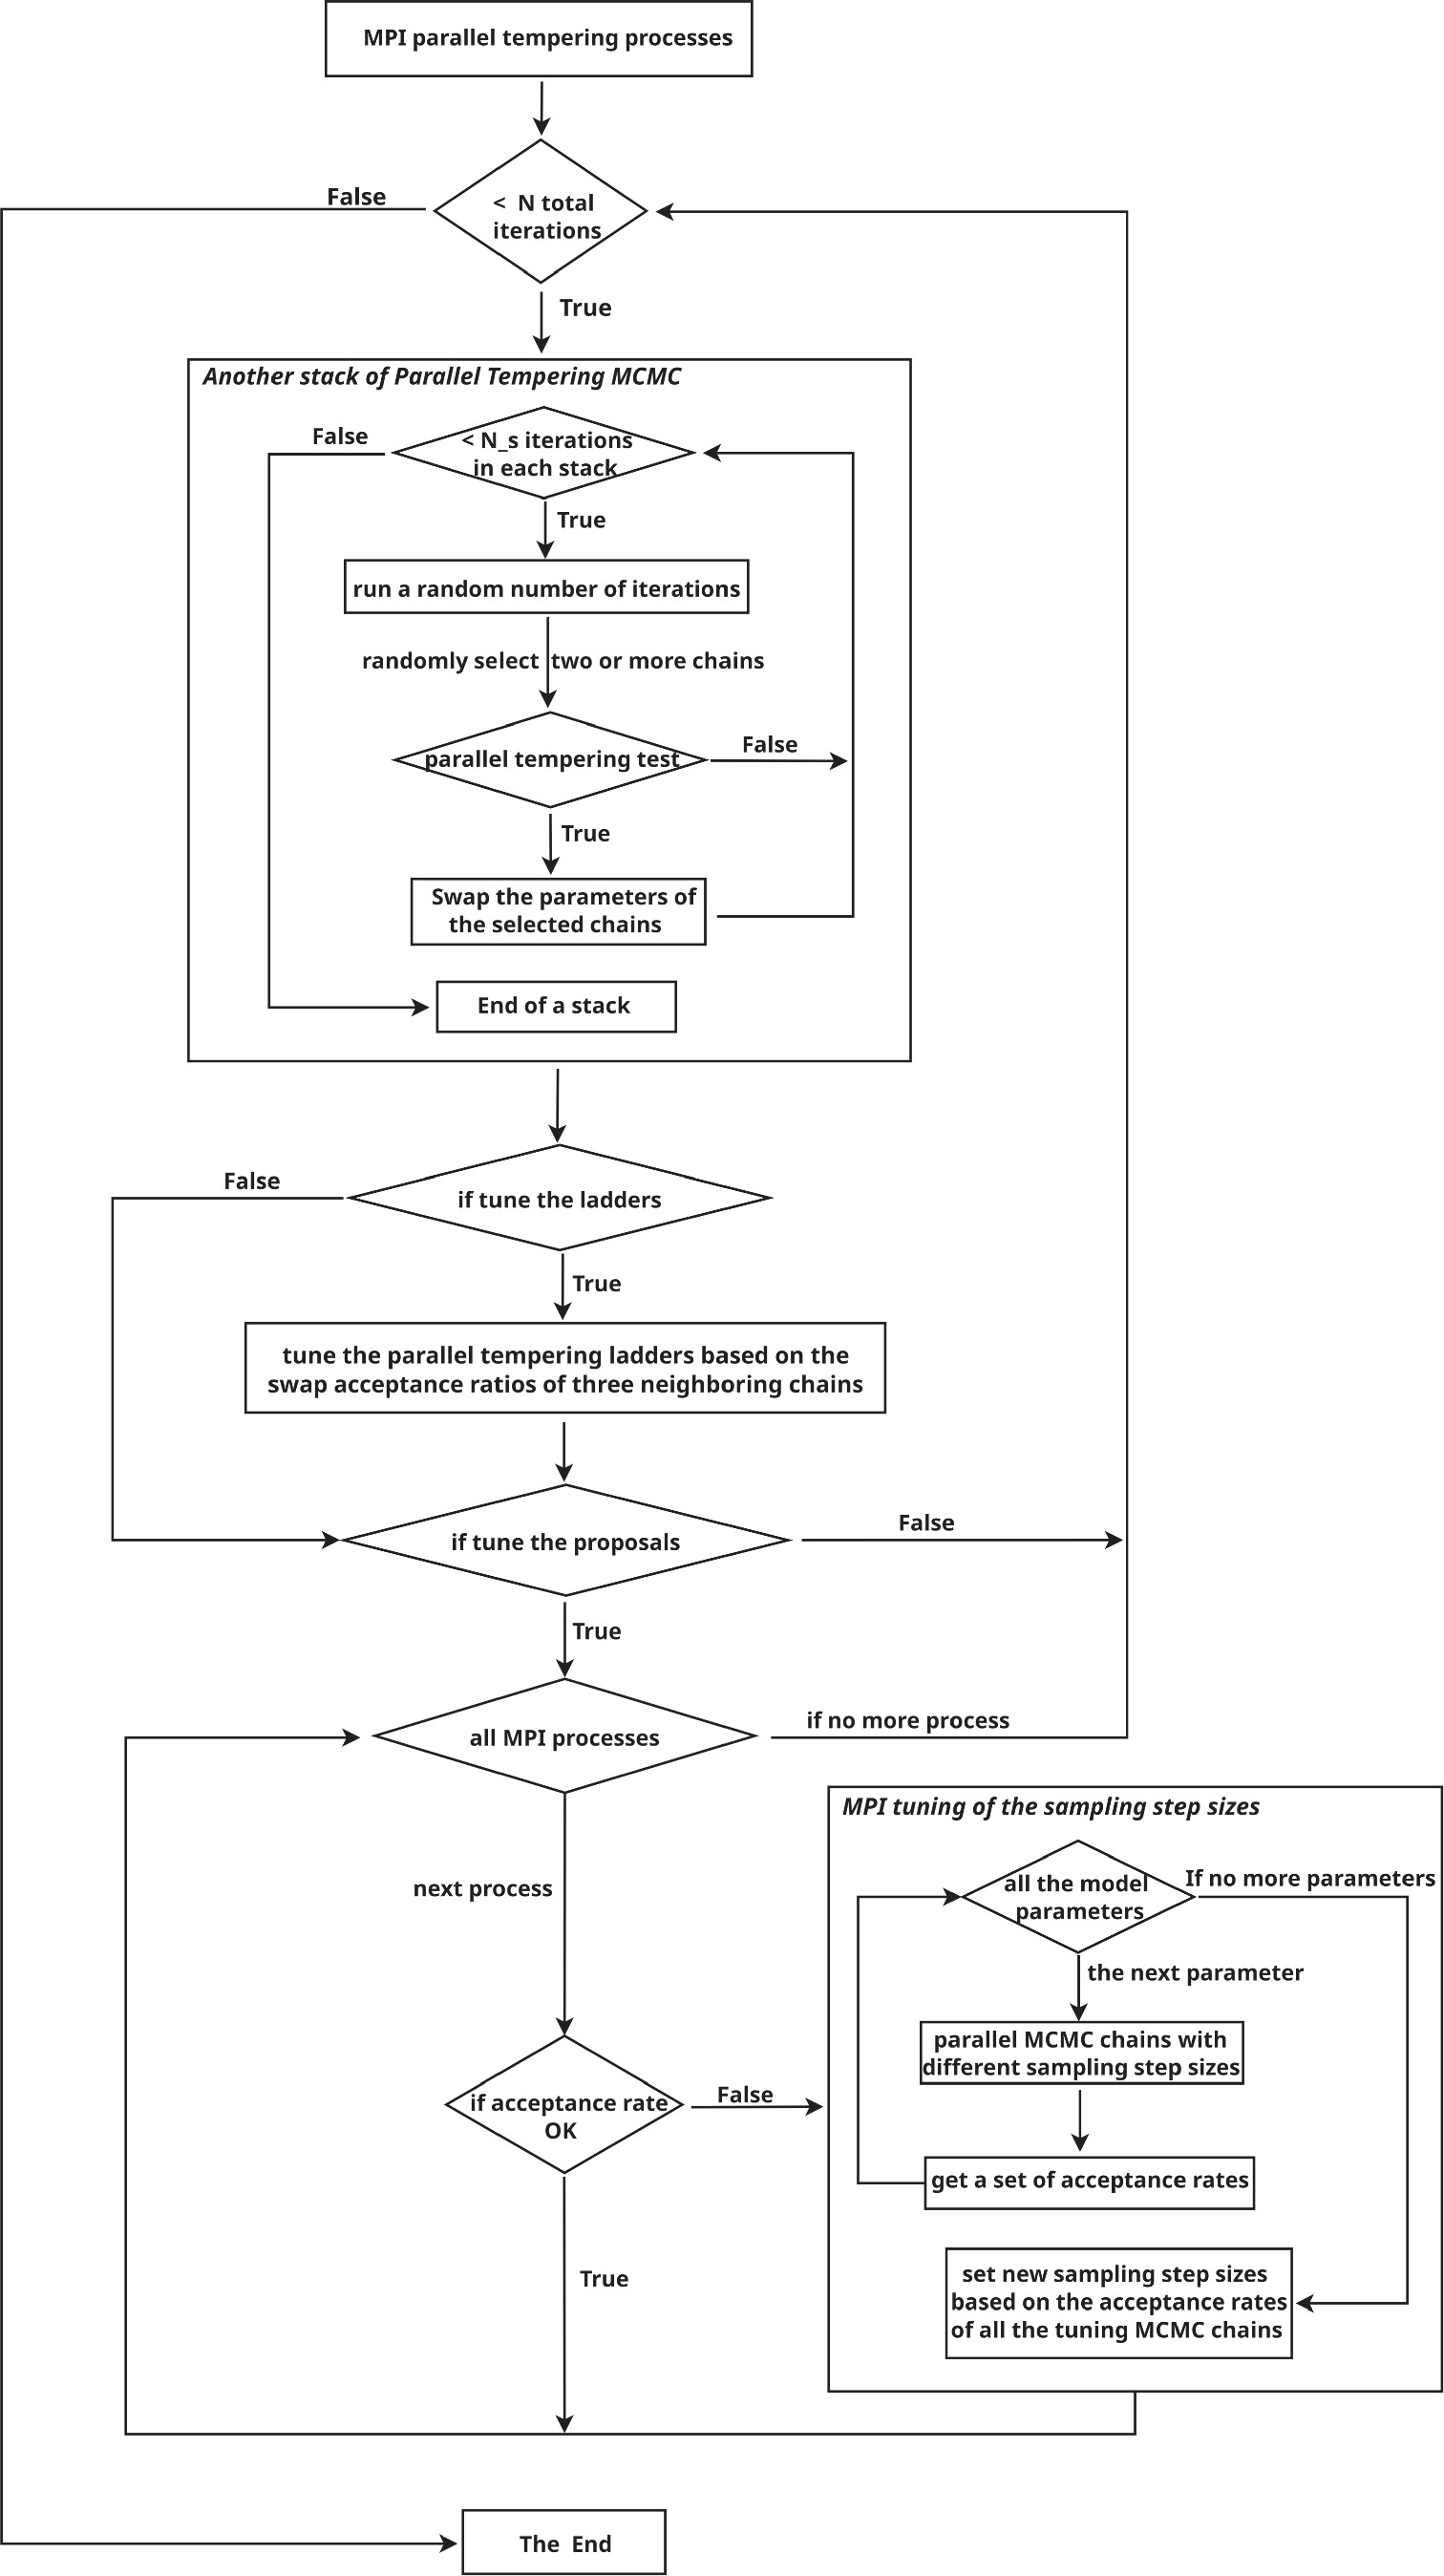 MPI parallel tempering processes
False
< N total
iterations
True
Another stack of Parallel Tempering MCMC
False
< N_s iterations
in each stack
True
run a random number of iterations
randomly select two or more chains
parallel tempering test
False
True
Swap the parameters of
the selected chains
End of a stack
False
if tune the ladders
True
tune the parallel tempering ladders based on the
swap acceptance ratios of three neighboring chains
if tune the proposals
False
True
all MPI processes
if no more process
next process
if acceptance rate
OK
False
True
MPI tuning of the sampling step sizes
all the model
parameters
If no more parameters
the next parameter
parallel MCMC chains with
different sampling step sizes
get a set of acceptance rates
set new sampling step sizes
based on the acceptance rates
of all the tuning MCMC chains
The End